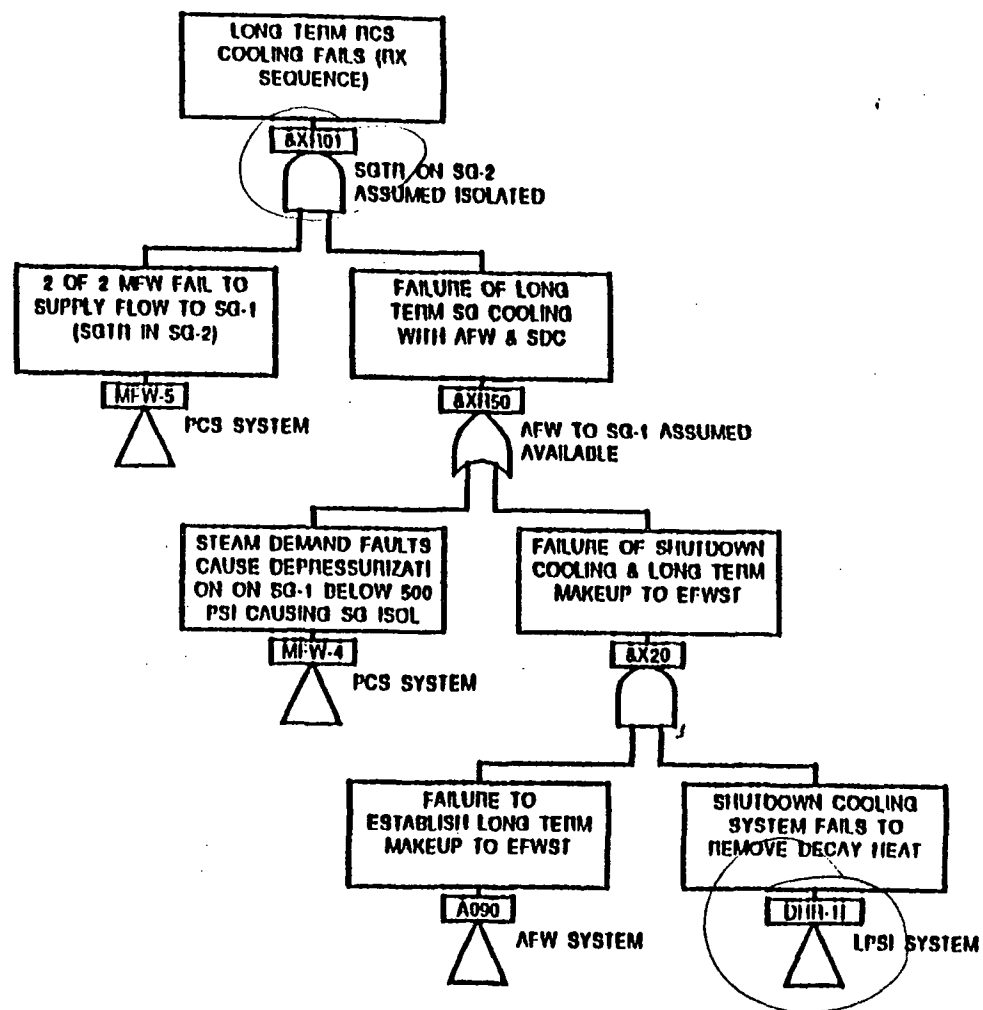 LONG TERM RCS
COOLING FAILS (RX
SEQUENCE)
&XR101
SGTR ON SG-2
ASSUMED ISOLATED
2 OF 2 MFW FAIL TO
SUPPLY FLOW TO SG-1
(SGTR IN SG-2)
MFW-5
PCS SYSTEM
FAILURE OF LONG
TERM SG COOLING
WITH AFW & SDC
&XR50
AFW TO SG-1 ASSUMED
AVAILABLE
STEAM DEMAND FAULTS
CAUSE DEPRESSURIZATI
ON ON SG-1 BELOW 500
PSI CAUSING SG ISOL
MFW-4
PCS SYSTEM
FAILURE OF SHUTDOWN
COOLING & LONG TERM
MAKEUP TO EFWST
&X20
FAILURE TO
ESTABLISH LONG TERM
MAKEUP TO EFWST
A090
AFW SYSTEM
SHUTDOWN COOLING
SYSTEM FAILS TO
REMOVE DECAY HEAT
LPSI SYSTEM